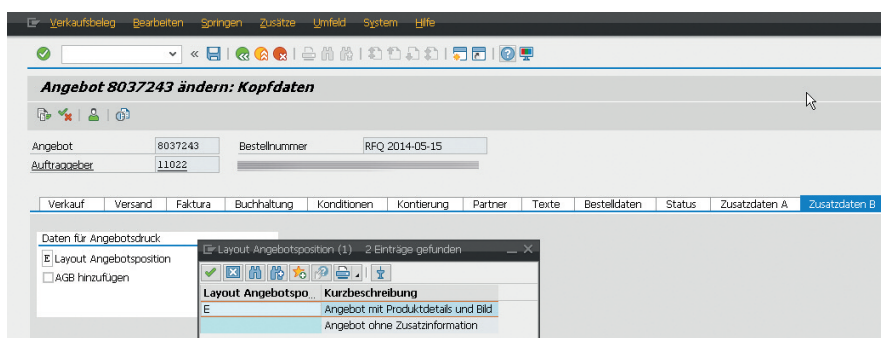 Verkaufsbeleg Bearbeiten Springen Zusätze Umfeld System Hilfe
Angebot 8037243 ändern: Kopfdaten
Angebot 8037243 Bestellnummer RFQ 2014-05-15
Auftraggeber 11022
Verkauf Versand Faktura Buchhaltung Konditionen Kontierung Partner Texte Bestelldaten Status Zusatzdaten A Zusatzdaten B
Daten für Angebotsdruck
E Layout Angebotsposition
AGB hinzufügen
Layout Angebotsposition (1) 2 Einträge gefunden
Layout Angebotspo... Kurzbeschreibung
E Angebot mit Produktdetails und Bild
Angebot ohne Zusatzinformation